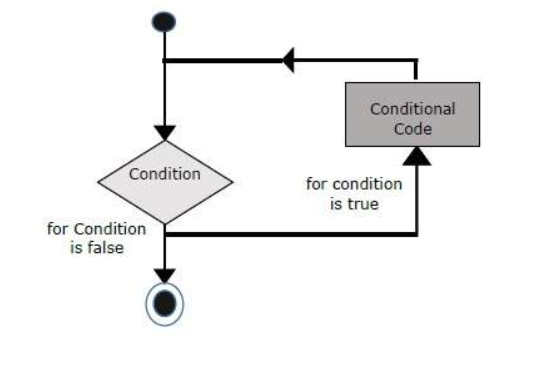 Conditional
Code
Condition
for condition
is true
for Condition
is false